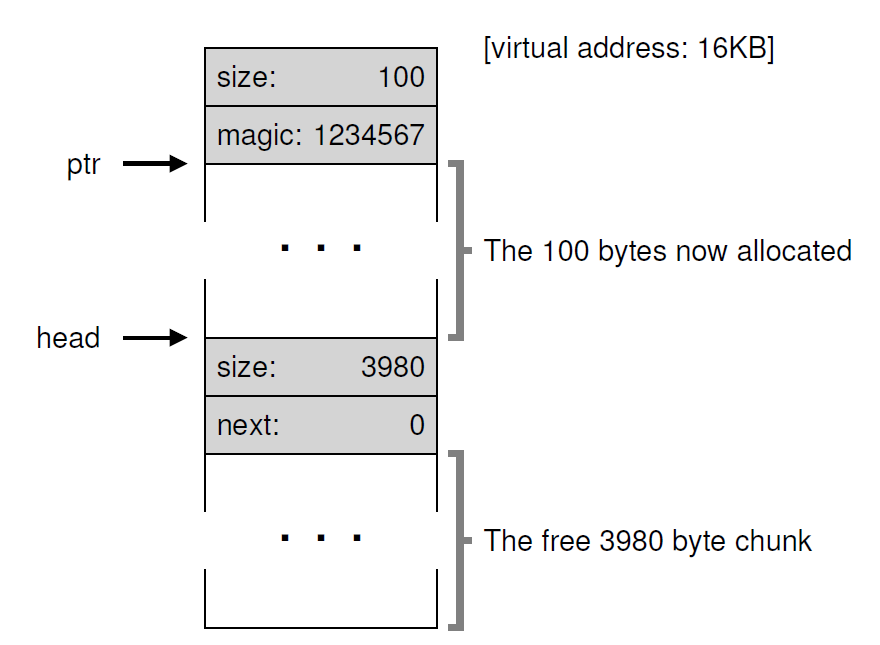 [virtual address: 16KB]
size: 100
magic: 1234567
ptr
The 100 bytes now allocated
head
size: 3980
next: 0
The free 3980 byte chunk